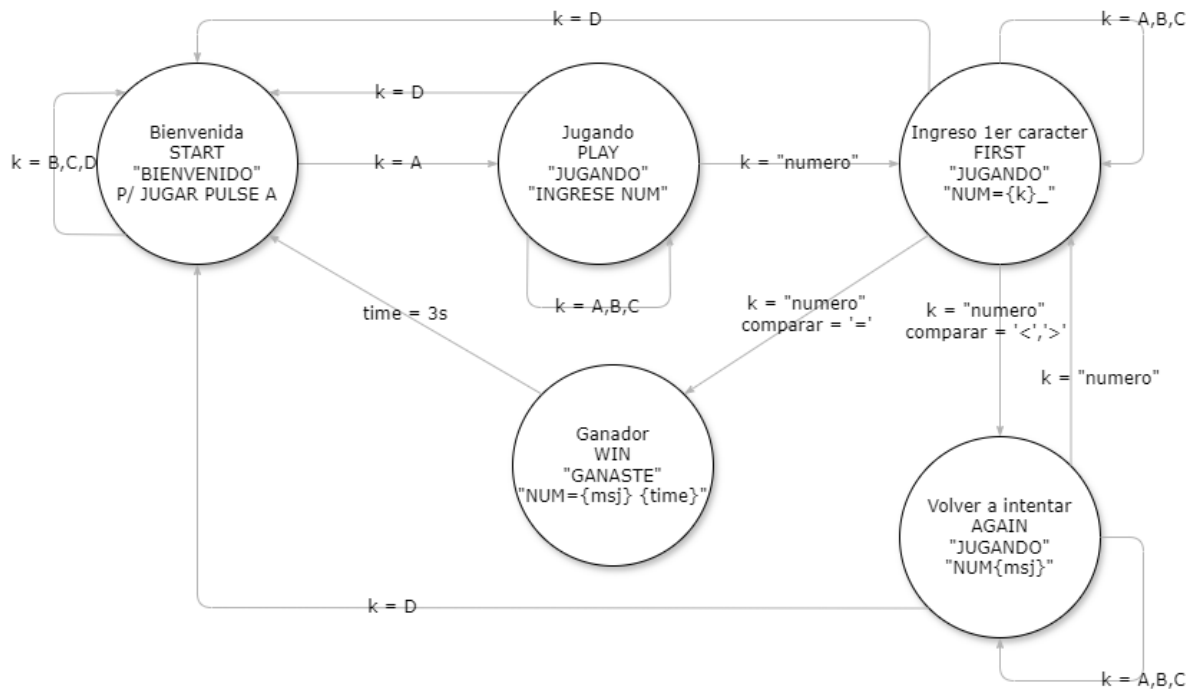 k = D
k = A,B,C
k = D
Bienvenida
START
"BIENVENIDO"
P/ JUGAR PULSE A
k = B,C,D
k = A
Jugando
PLAY
"JUGANDO"
"INGRESE NUM"
k = "numero"
Ingreso 1er caracter
FIRST
"JUGANDO"
"NUM={k}_"
k = A,B,C
time = 3s
k = "numero"
comparar = '='
k = "numero"
comparar = '<','>'
k = "numero"
Ganador
WIN
"GANASTE"
"NUM={msj} {time}"
Volver a intentar
AGAIN
"JUGANDO"
"NUM{msj}"
k = D
k = A,B,C